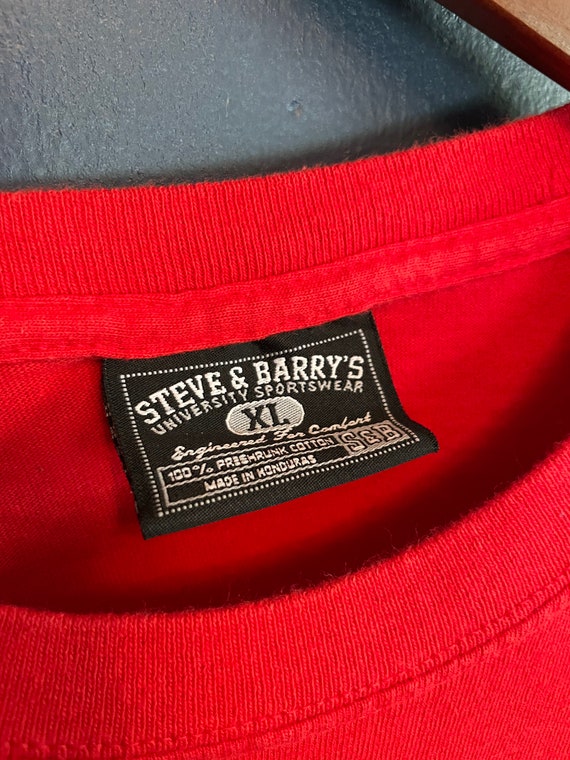 STEVE & BARRY'S
UNIVERSITY SPORTSWEAR
XL
Engineered For Comfort
100% PRESHRUNK COTTON S&B
MADE IN HONDURAS